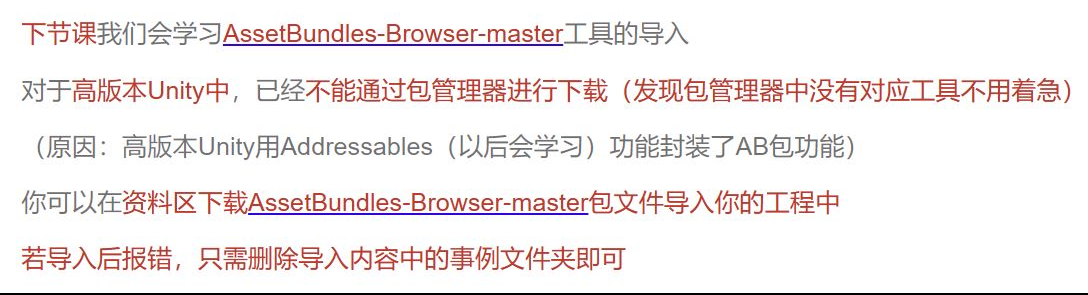 下节课我们会学习AssetBundles-Browser-master工具的导入
对于高版本Unity中，已经不能通过包管理器进行下载（发现包管理器中没有对应工具不用着急）
（原因：高版本Unity用Addressables（以后会学习）功能封装了AB包功能）
你可以在资料区下载AssetBundles-Browser-master包文件导入你的工程中
若导入后报错，只需删除导入内容中的事例文件夹即可